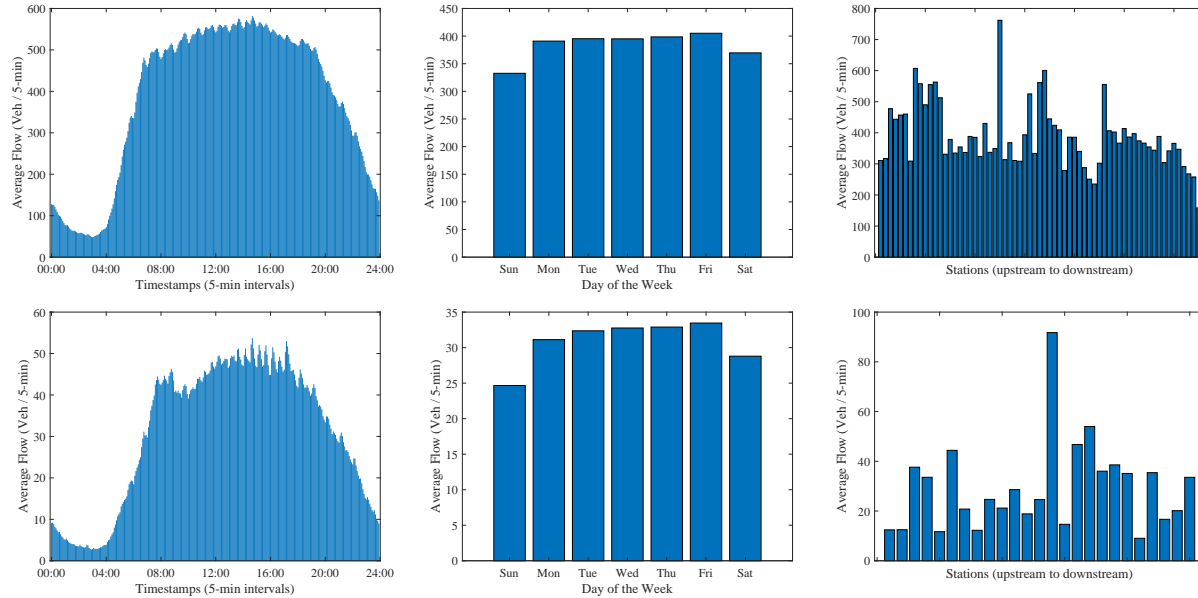 600
500
400
300
200
100
0
Average Flow (Veh / 5-min)
00:00 04:00 08:00 12:00 16:00 20:00 24:00
Timestamps (5-min intervals)
450
400
350
300
250
200
150
100
50
0
Average Flow (Veh / 5-min)
Sun Mon Tue Wed Thu Fri Sat
Day of the Week
800
700
600
500
400
300
200
100
0
Average Flow (Veh / 5-min)
Stations (upstream to downstream)
60
50
40
30
20
10
0
Average Flow (Veh / 5-min)
00:00 04:00 08:00 12:00 16:00 20:00 24:00
Timestamps (5-min intervals)
35
30
25
20
15
10
5
0
Average Flow (Veh / 5-min)
Sun Mon Tue Wed Thu Fri Sat
Day of the Week
100
80
60
40
20
0
Average Flow (Veh / 5-min)
Stations (upstream to downstream)